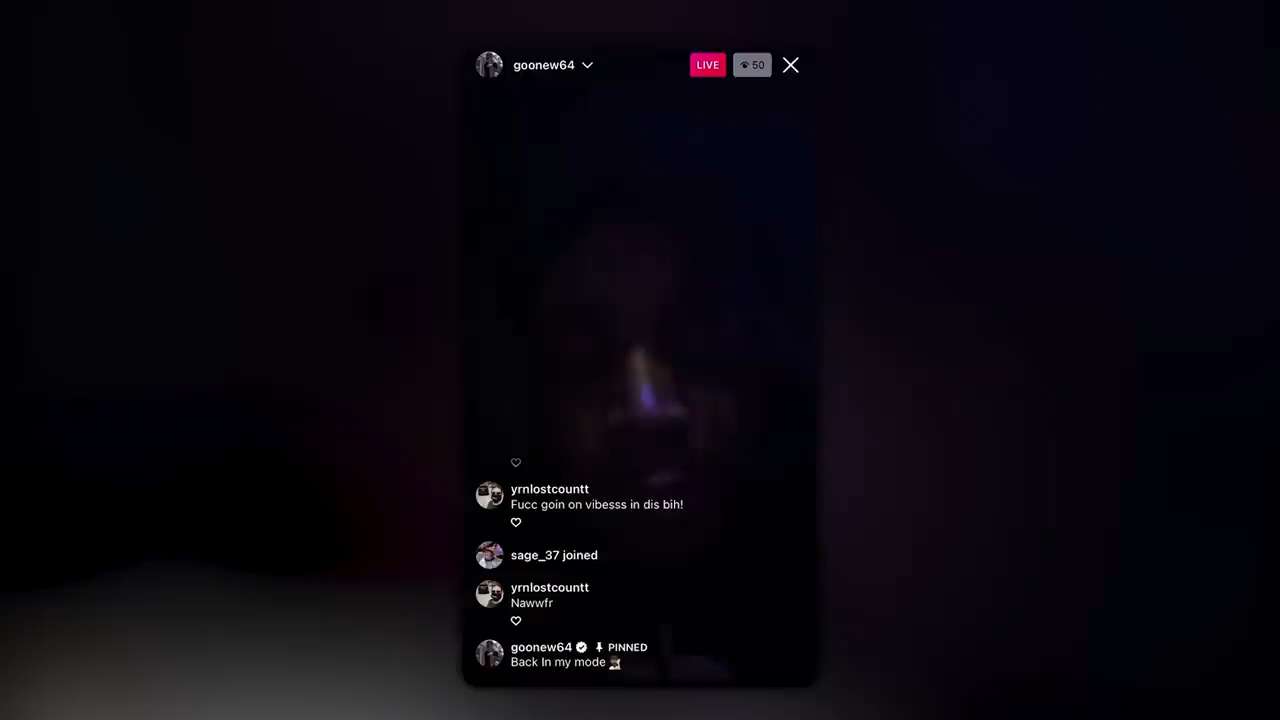 goonew64
LIVE
50
yrnlostcountt
Fucc goin on vibesss in dis bih!
sage_37 joined
yrnlostcountt
Nawwfr
goonew64 PINNED
Back In my mode